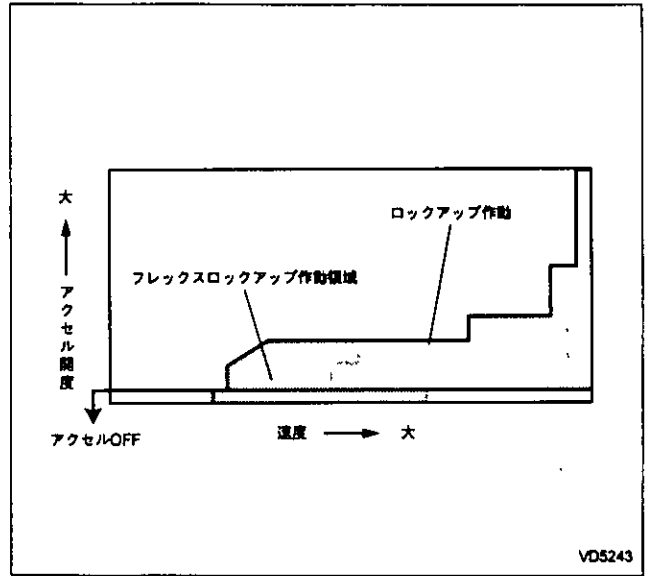 ロックアップ作動
フレックスロックアップ作動領域
大
アクセル開度
アクセルOFF
速度
大
VD5243